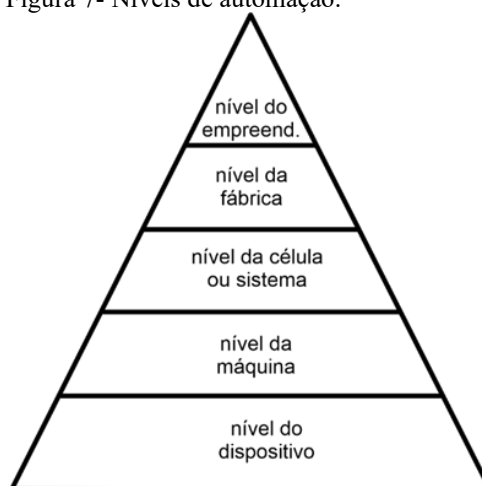 Figura 7- Níveis de automação.
nível do
empreend.
nível da
fábrica
nível da célula
ou sistema
nível da
máquina
nível do
dispositivo